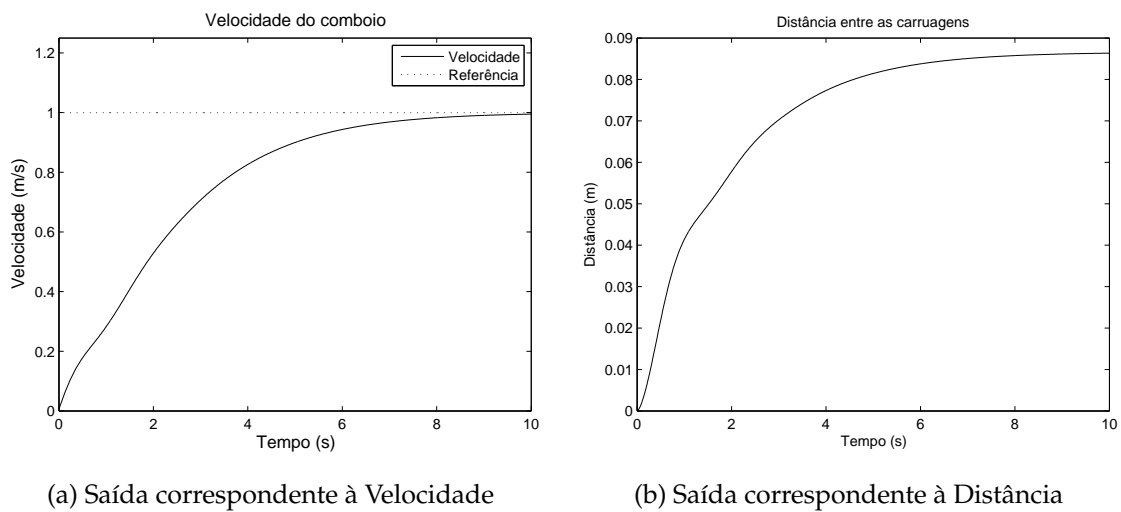 Velocidade do comboio
1.2
1
0.8
0.6
0.4
0.2
0
Velocidade (m/s)
Velocidade
Referência
0 2 4 6 8 10
Tempo (s)
(a) Saída correspondente à Velocidade
Distância entre as carruagens
0.09
0.08
0.07
0.06
0.05
0.04
0.03
0.02
0.01
0
Distância (m)
0 2 4 6 8 10
Tempo (s)
(b) Saída correspondente à Distância